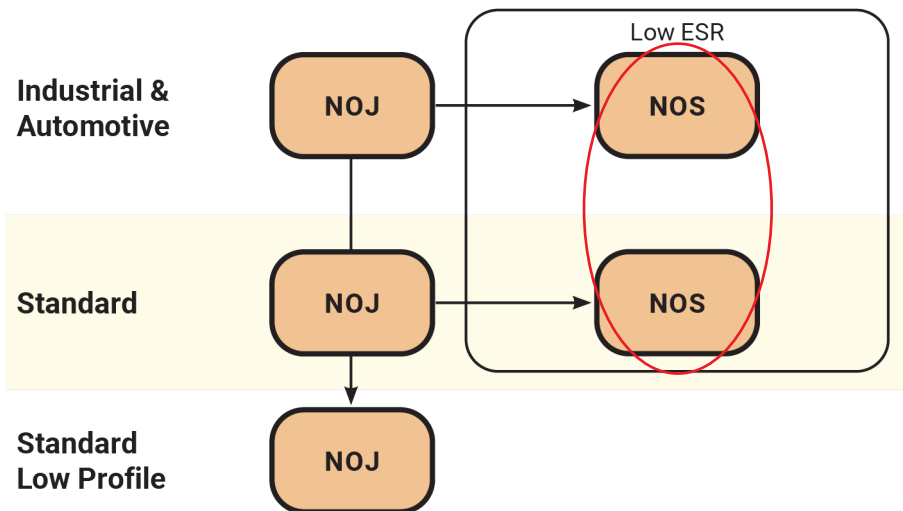 Low ESR
Industrial &
Automotive
NOJ
NOS
Standard
NOJ
NOS
Standard
Low Profile
NOJ